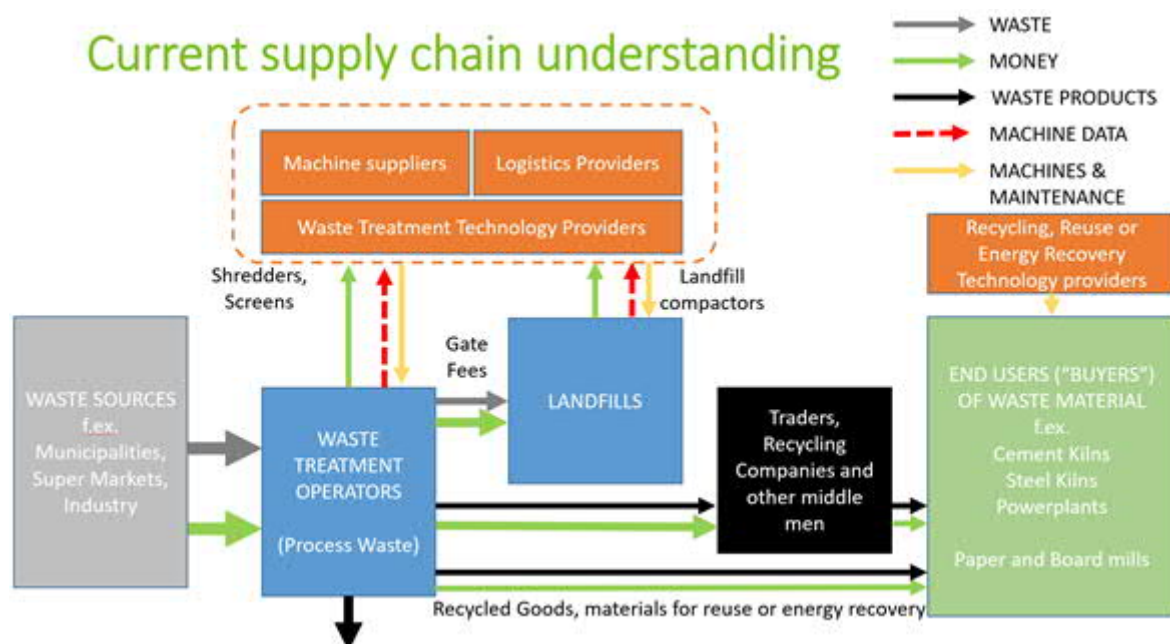 Current supply chain understanding
WASTE
MONEY
WASTE PRODUCTS
MACHINE DATA
MACHINES &
MAINTENANCE
Machine suppliers
Logistics Providers
Waste Treatment Technology Providers
Recycling, Reuse or
Energy Recovery
Technology providers
Shredders,
Screens
Landfill
compactors
Gate
Fees
WASTE SOURCES
f.ex.
Municipalities,
Super Markets,
Industry
WASTE
TREATMENT
OPERATORS
(Process Waste)
LANDFILLS
Traders,
Recycling
Companies and
other middle
men
END USERS (“BUYERS”)
OF WASTE MATERIAL
f.ex.
Cement Kilns
Steel Kilns
Powerplants
Paper and Board mills
Recycled Goods, materials for reuse or energy recovery